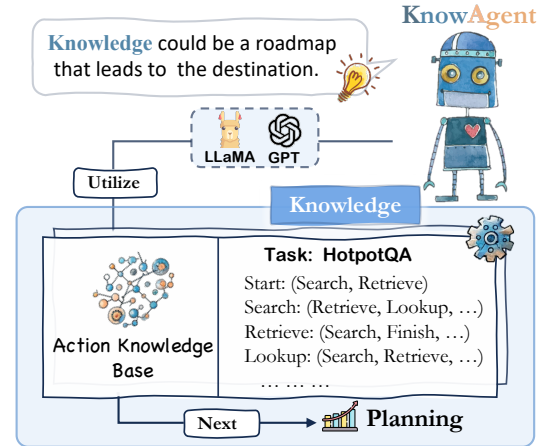 KnowAgent
Knowledge could be a roadmap
that leads to the destination.
LLaMA GPT
Utilize
Knowledge
Task: HotpotQA
Start: (Search, Retrieve)
Search: (Retrieve, Lookup, …)
Retrieve: (Search, Finish, …)
Lookup: (Search, Retrieve, …)
… … …
Action Knowledge
Base
Next
Planning